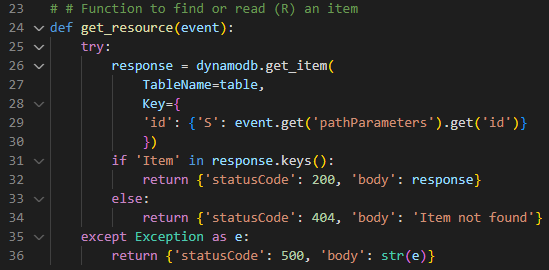 23 # # Function to find or read (R) an item
24 def get_resource(event):
25     try:
26         response = dynamodb.get_item(
27             TableName=table,
28             Key={
29             'id': {'S': event.get('pathParameters').get('id')}
30             })
31         if 'Item' in response.keys():
32             return {'statusCode': 200, 'body': response}
33         else:
34             return {'statusCode': 404, 'body': 'Item not found'}
35     except Exception as e:
36         return {'statusCode': 500, 'body': str(e)}